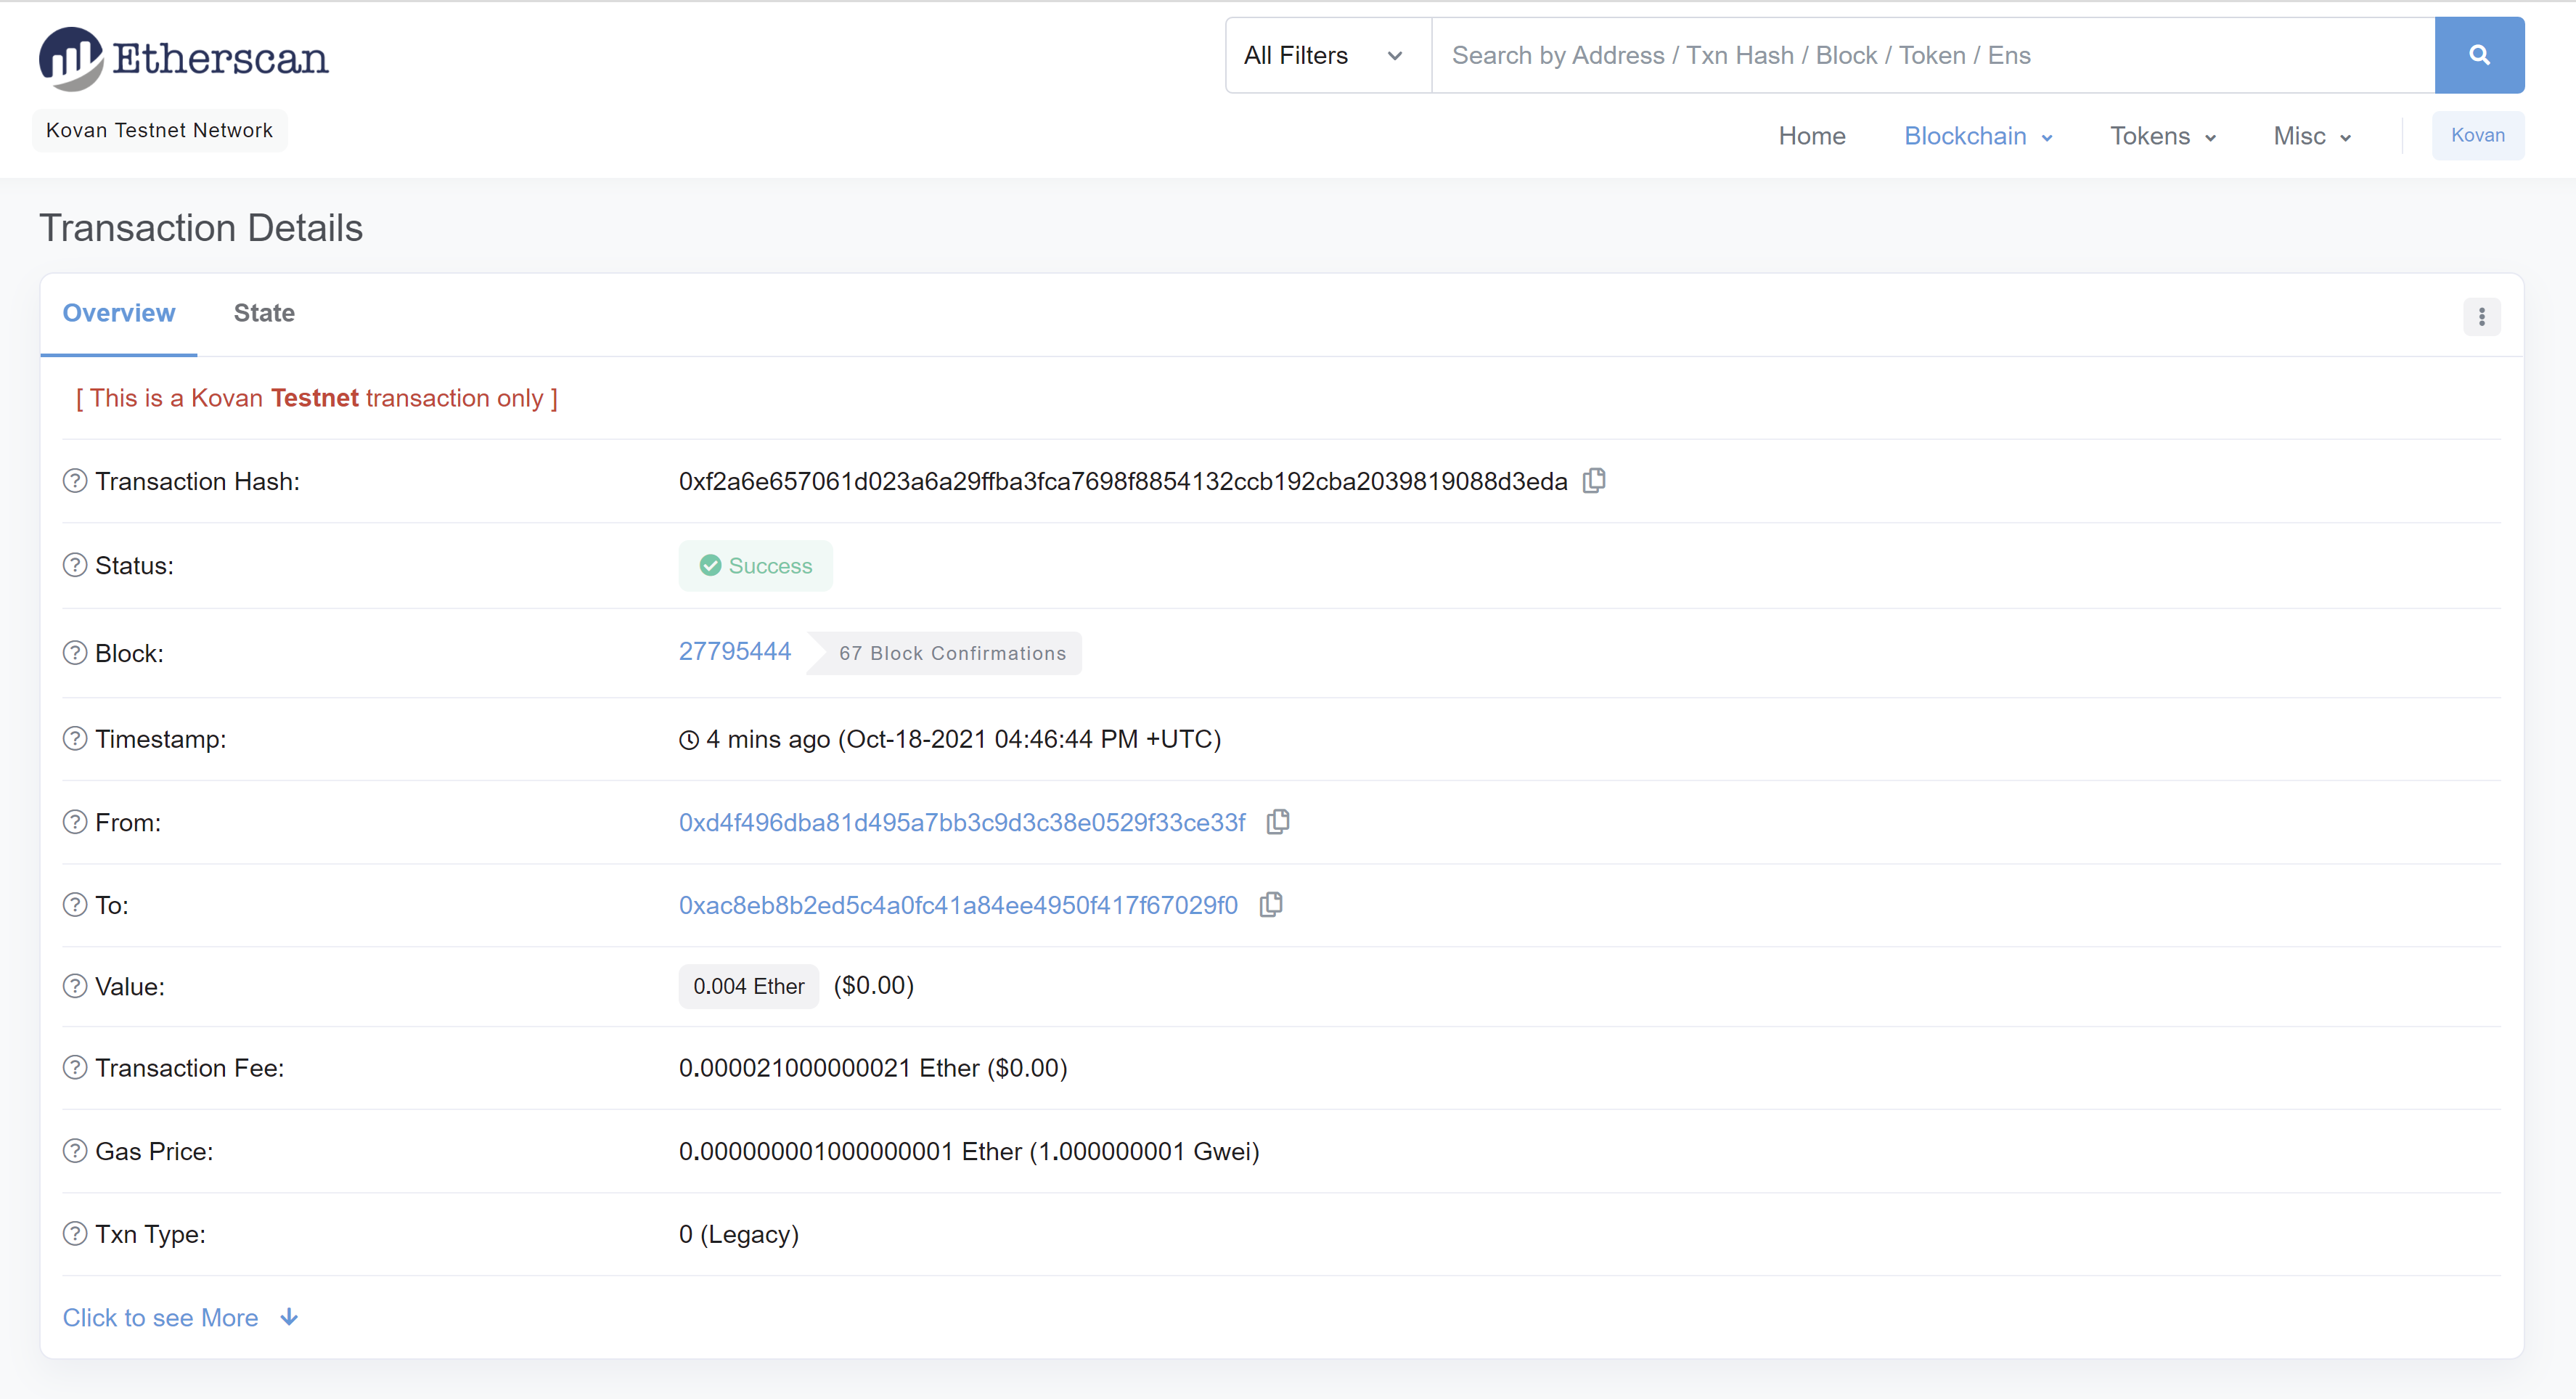 Etherscan
All Filters
Search by Address / Txn Hash / Block / Token / Ens
Kovan Testnet Network
Home
Blockchain
Tokens
Misc
Kovan
Transaction Details
Overview
State
[ This is a Kovan Testnet transaction only ]
Transaction Hash:
0xf2a6e657061d023a6a29ffba3fca7698f8854132ccb192cba2039819088d3eda
Status:
Success
Block:
27795444
67 Block Confirmations
Timestamp:
4 mins ago (Oct-18-2021 04:46:44 PM +UTC)
From:
0xd4f496dba81d495a7bb3c9d3c38e0529f33ce33f
To:
0xac8eb8b2ed5c4a0fc41a84ee4950f417f67029f0
Value:
0.004 Ether
($0.00)
Transaction Fee:
0.000021000000021 Ether ($0.00)
Gas Price:
0.000000001000000001 Ether (1.000000001 Gwei)
Txn Type:
0 (Legacy)
Click to see More